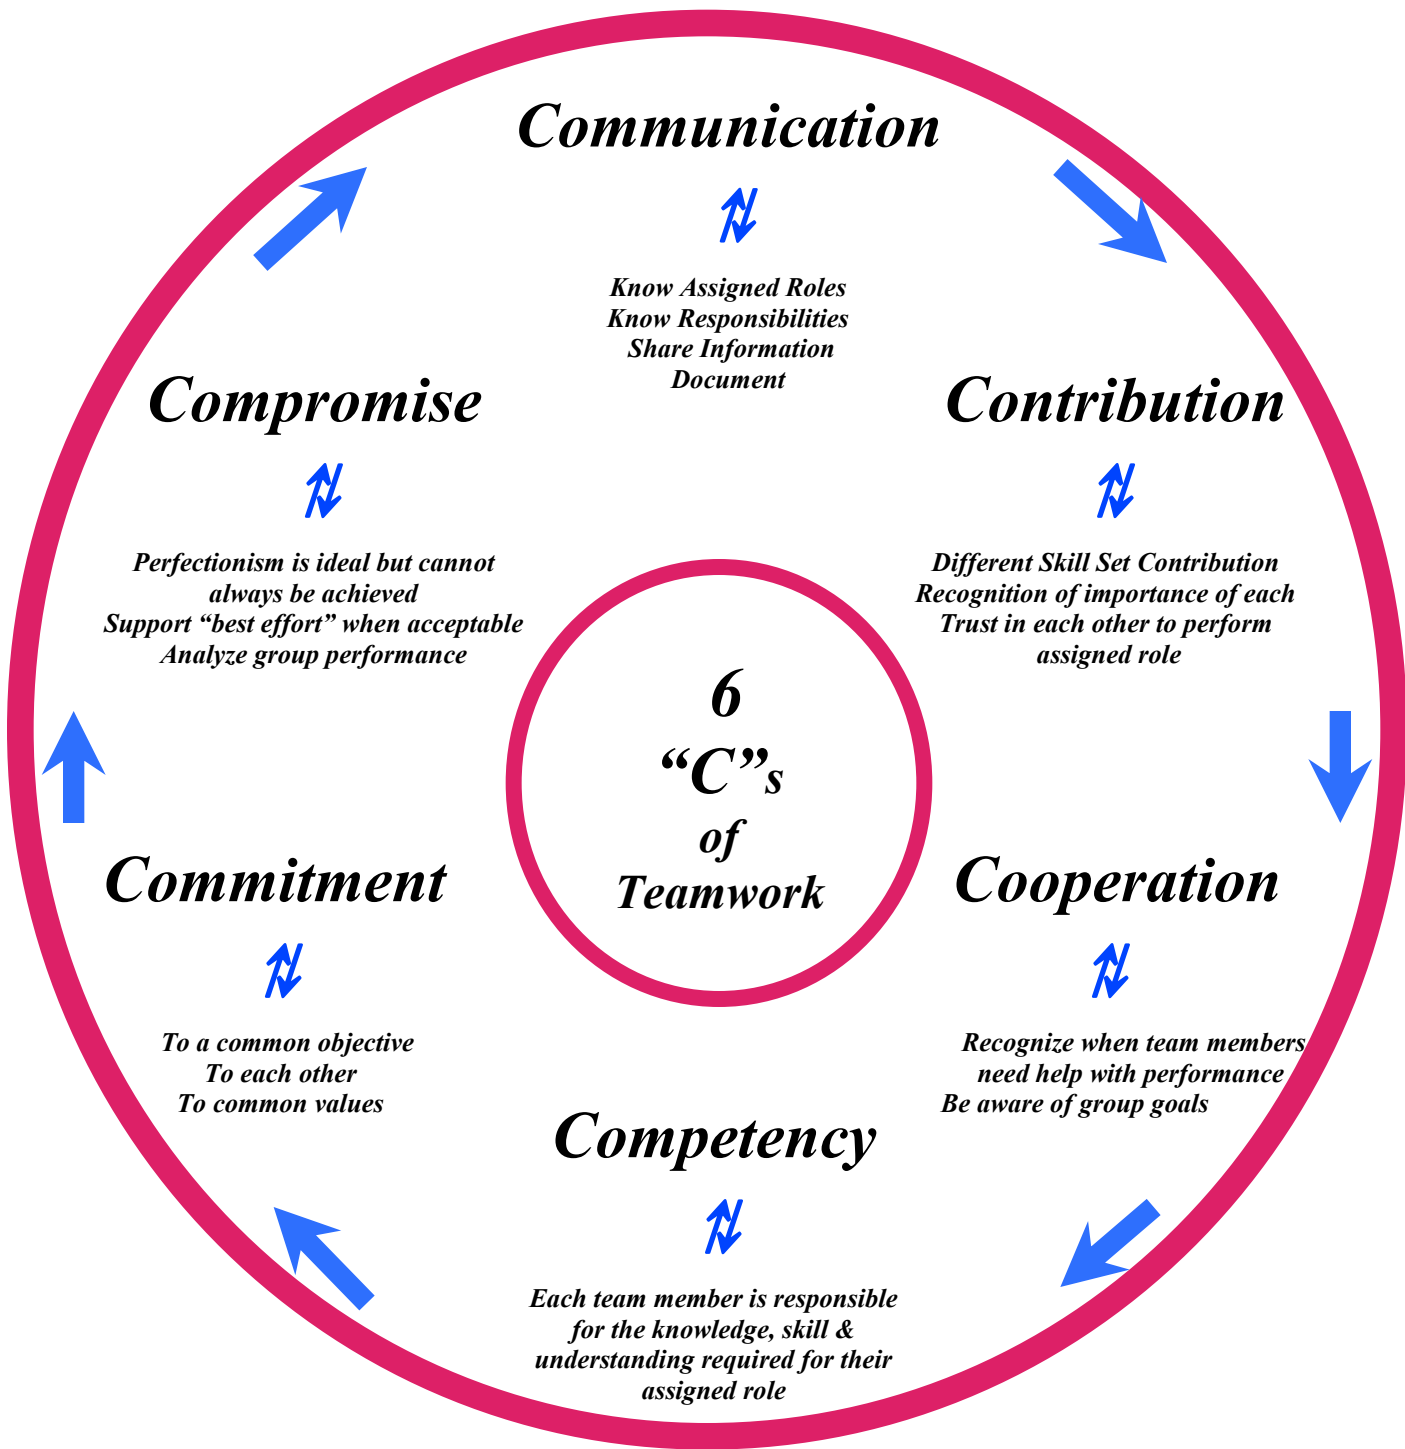 Communication
Know Assigned Roles
Know Responsibilities
Share Information
Document
Contribution
Different Skill Set Contribution
Recognition of importance of each
Trust in each other to perform
assigned role
Cooperation
Recognize when team members
need help with performance
Be aware of group goals
Competency
Each team member is responsible
for the knowledge, skill &
understanding required for their
assigned role
Commitment
To a common objective
To each other
To common values
Compromise
Perfectionism is ideal but cannot
always be achieved
Support “best effort” when acceptable
Analyze group performance
6
“C”s
of
Teamwork